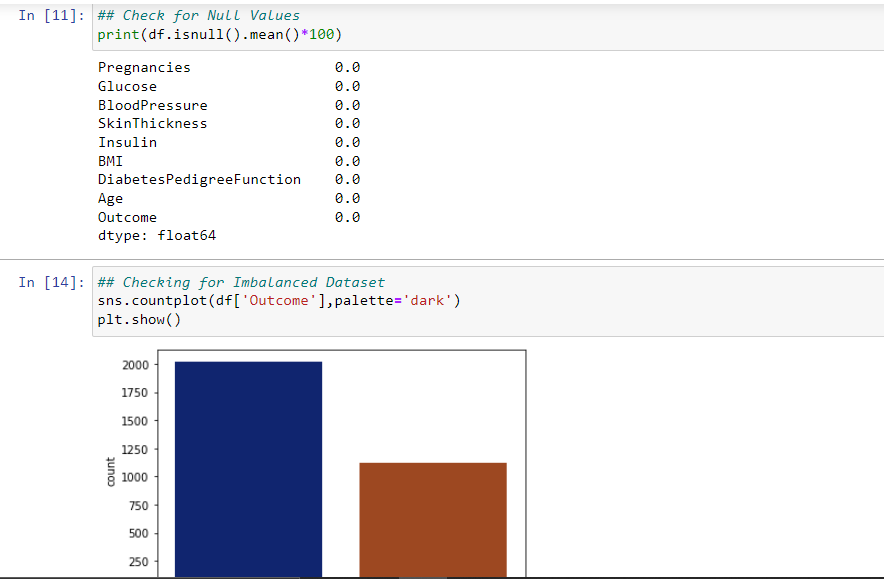 In [11]: ## Check for Null Values
print(df.isnull().mean()*100)
Pregnancies 0.0
Glucose 0.0
BloodPressure 0.0
SkinThickness 0.0
Insulin 0.0
BMI 0.0
DiabetesPedigreeFunction 0.0
Age 0.0
Outcome 0.0
dtype: float64
In [14]: ## Checking for Imbalanced Dataset
sns.countplot(df['Outcome'],palette='dark')
plt.show()
2000
1750
1500
1250
count
1000
750
500
250